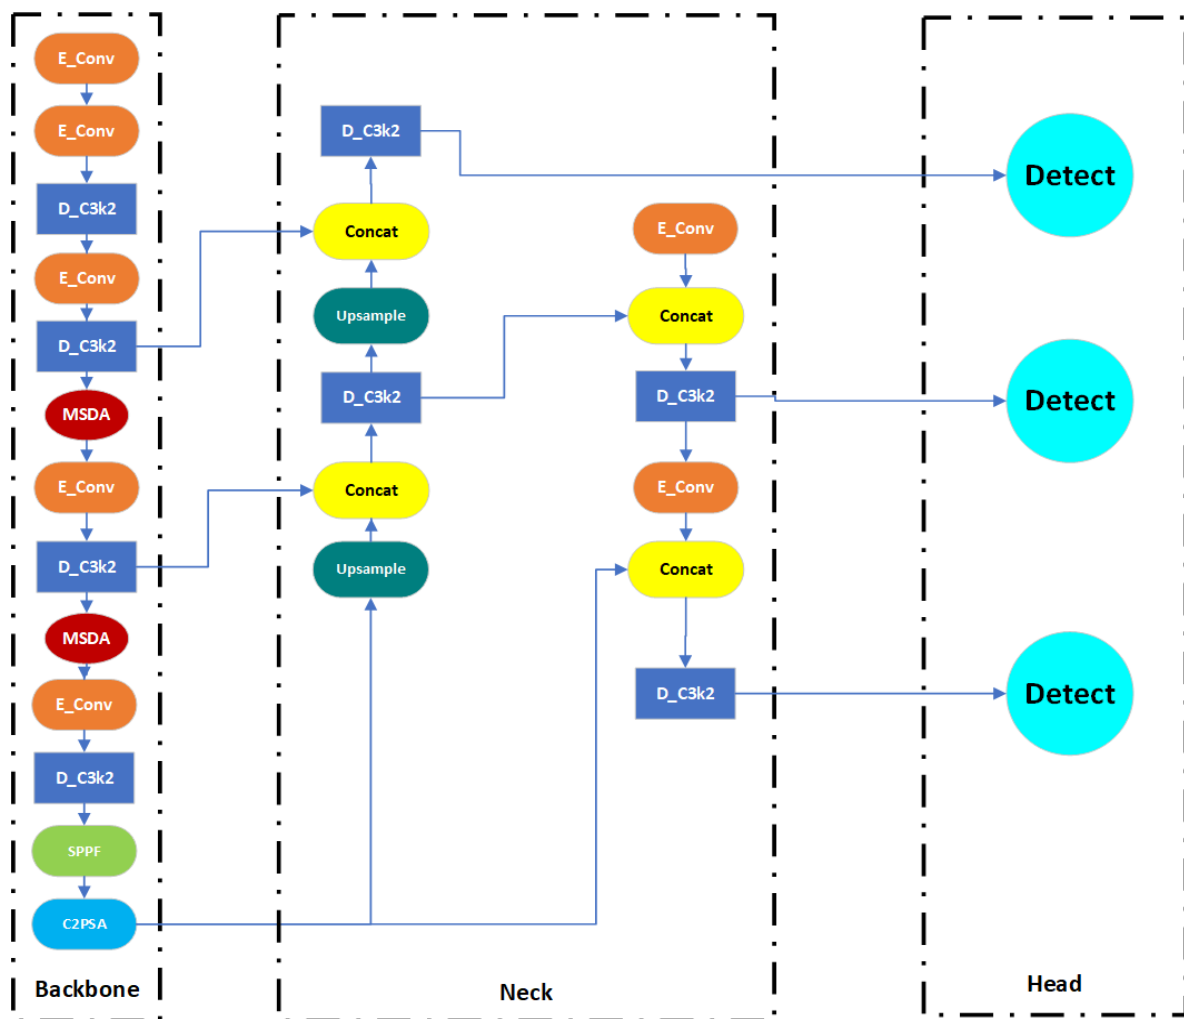 E_Conv
E_Conv
D_C3k2
E_Conv
D_C3k2
MSDA
E_Conv
D_C3k2
MSDA
E_Conv
D_C3k2
SPPF
C2PSA
Backbone
D_C3k2
Concat
Upsample
D_C3k2
Concat
Upsample
E_Conv
Concat
D_C3k2
E_Conv
Concat
D_C3k2
Neck
Detect
Detect
Detect
Head